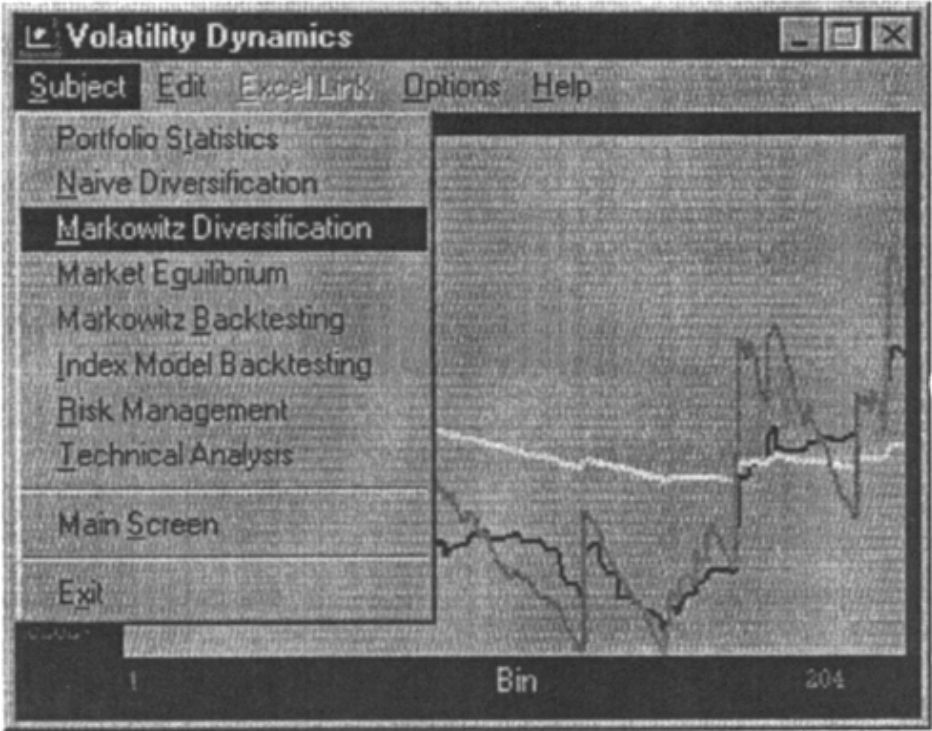 Volatility Dynamics
Subject Edit Excel Link Options Help
Portfolio Statistics
Naive Diversification
Markowitz Diversification
Market Eguilibrium
Markowitz Backtesting
Index Model Backtesting
Risk Management
Technical Analysis
Main Screen
Exit
1 Bin 204